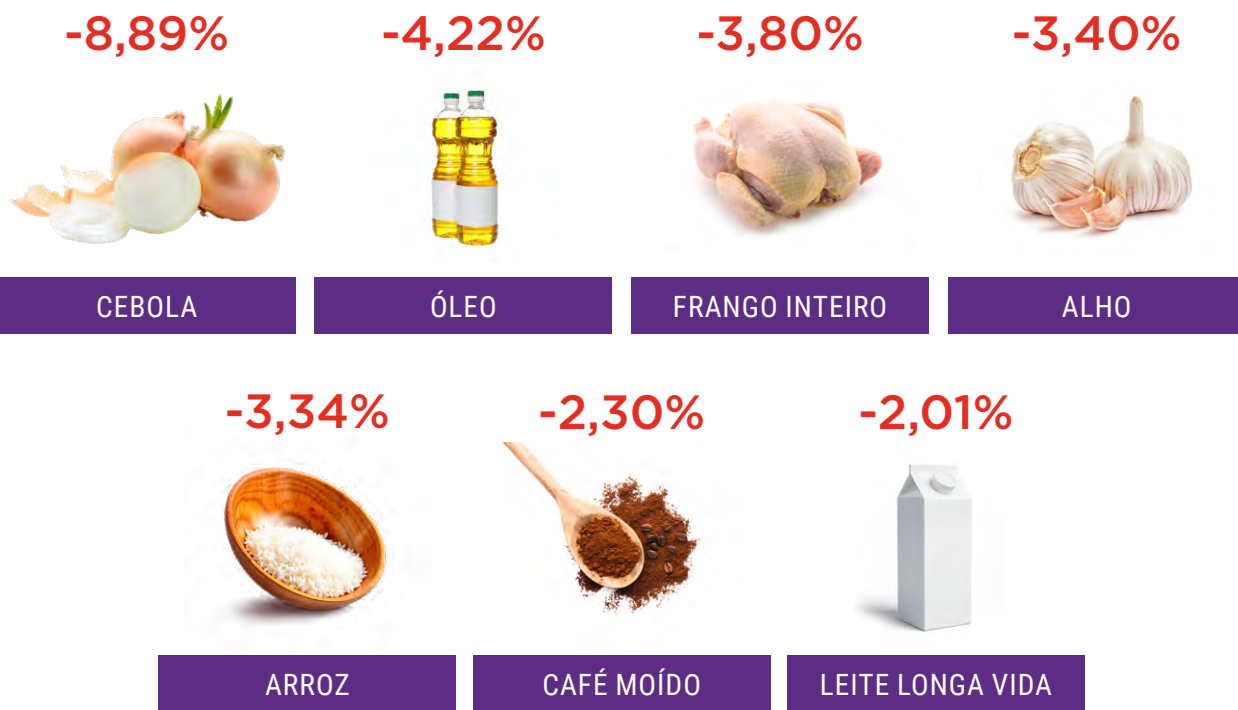 -8,89%
-4,22%
-3,80%
-3,40%
CEBOLA
ÓLEO
FRANGO INTEIRO
ALHO
-3,34%
-2,30%
-2,01%
ARROZ
CAFÉ MOÍDO
LEITE LONGA VIDA